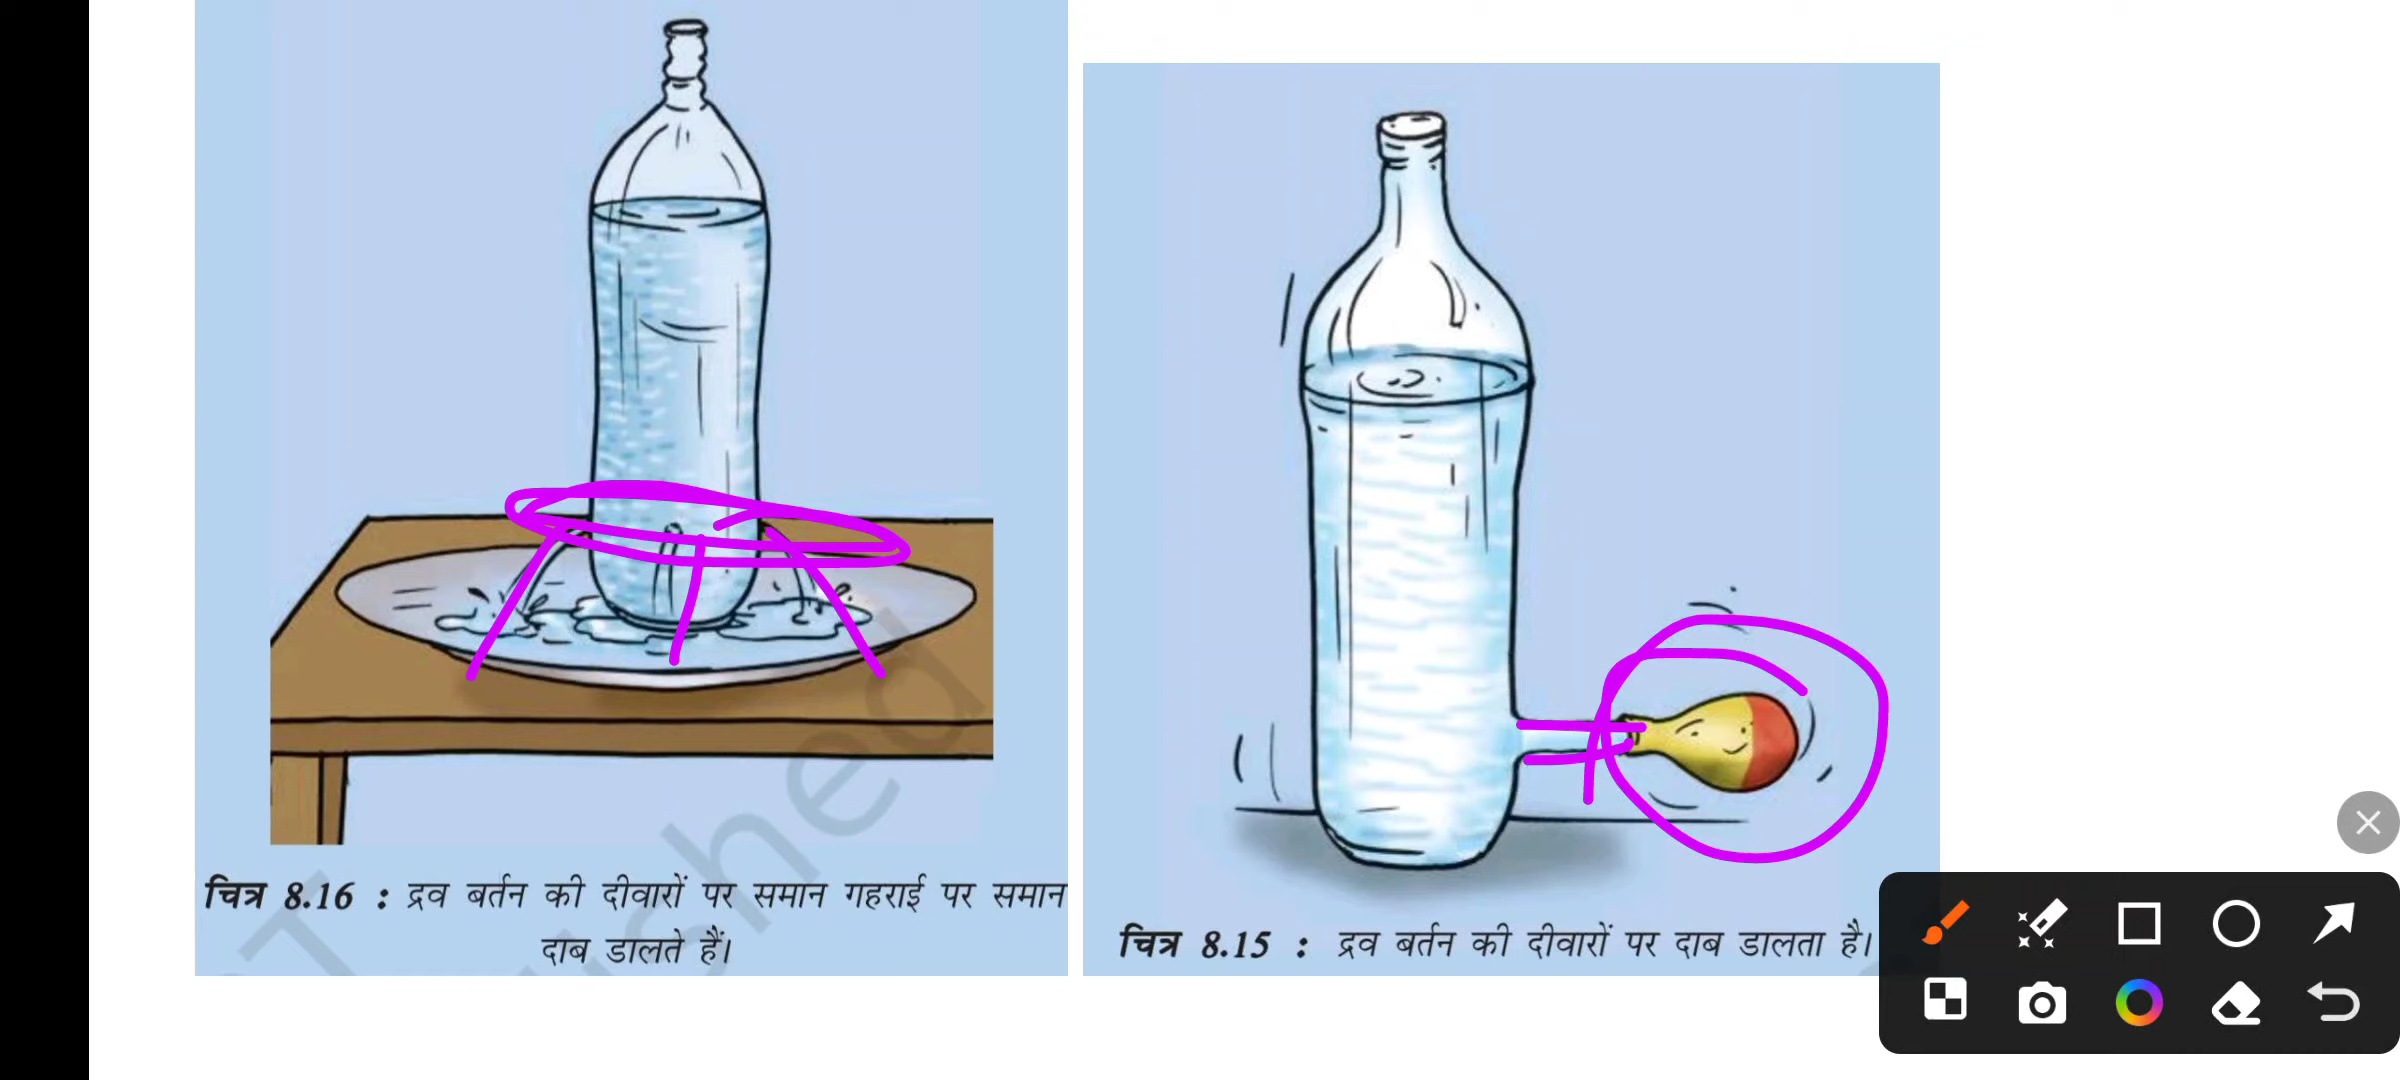 चित्र 8.16 : द्रव बर्तन की दीवारों पर समान गहराई पर समान
दाब डालते हैं।
चित्र 8.15 : द्रव बर्तन की दीवारों पर दाब डालता है।